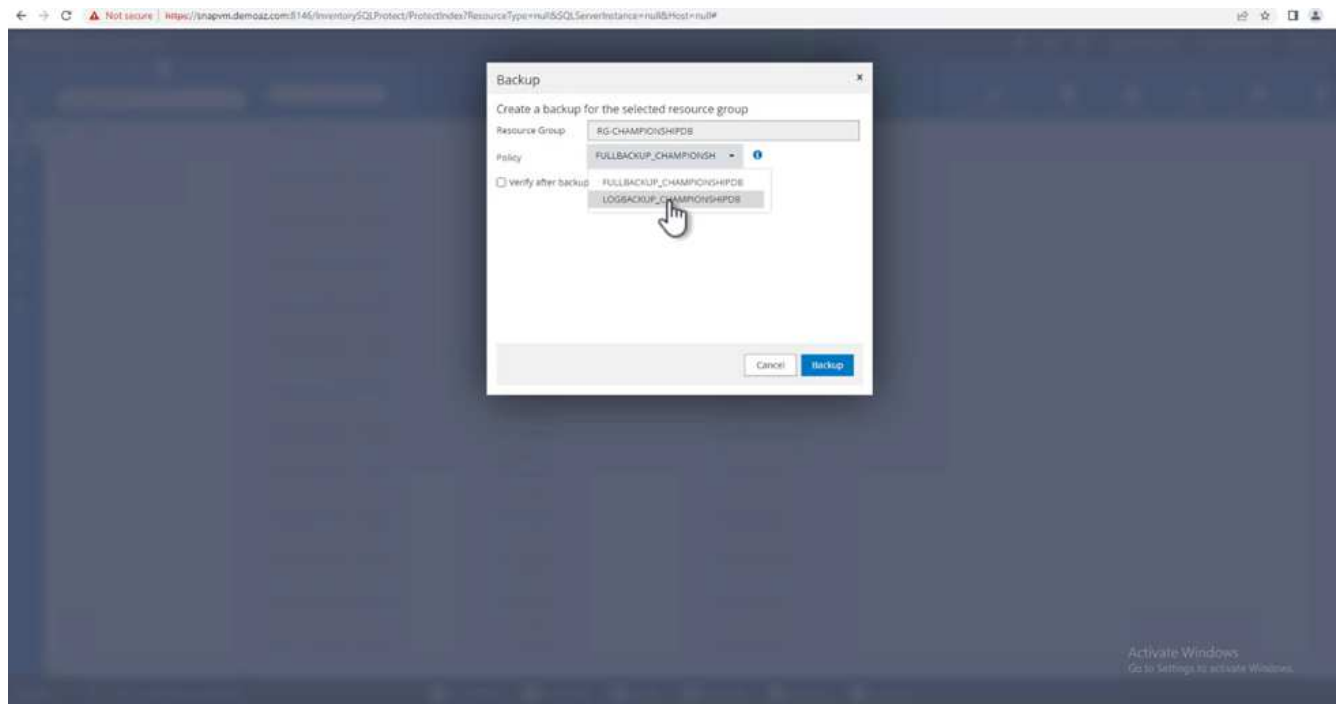 Not secure | https://snapvm.demoaz.com:8146/InventorySQLProtect/ProtectIndex?ResourceType=null&SQLServerInstance=null&Host=null#
Backup x
Create a backup for the selected resource group
Resource Group RG-CHAMPIONSHIPDB
Policy FULLBACKUP_CHAMPIONSH
Verify after backup FULLBACKUP_CHAMPIONSHIPDB
LOGBACKUP_CHAMPIONSHIPDB
Cancel Backup
Activate Windows
Go to Settings to activate Windows.